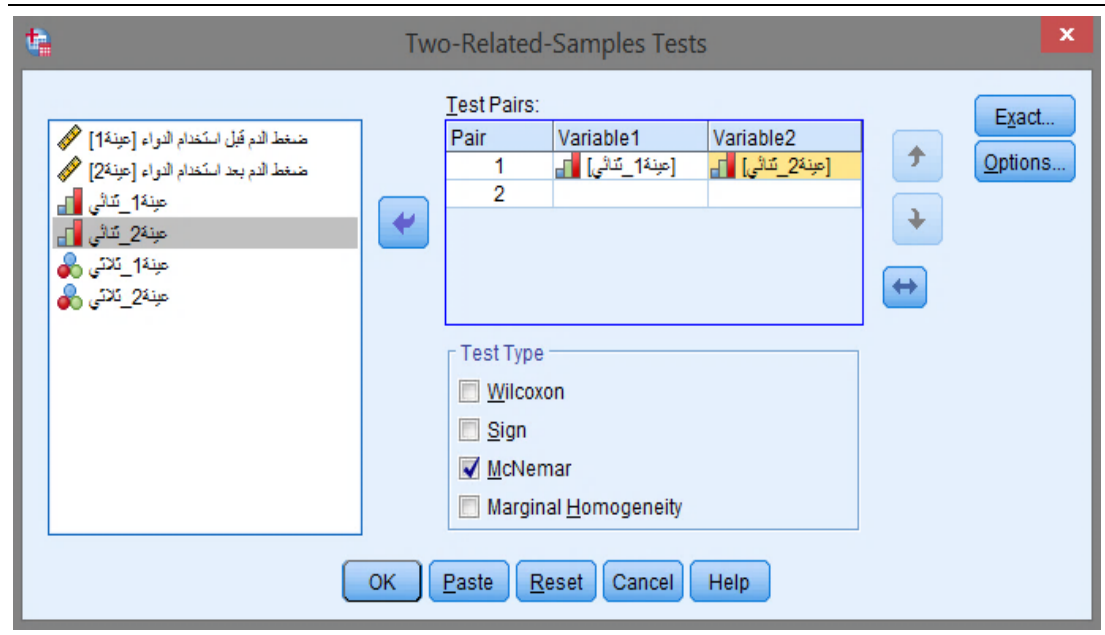 Two-Related-Samples Tests
x
Test Pairs:
Pair Variable1 Variable2
1 [عينة1_ثنائي] [عينة2_ثنائي]
2
ضغط الدم قبل استخدام الدواء [عينة1]
ضغط الدم بعد استخدام الدواء [عينة2]
عينة1_ثنائي
عينة2_ثنائي
عينة1_ثلاثي
عينة2_ثلاثي
Exact...
Options...
Test Type
Wilcoxon
Sign
McNemar
Marginal Homogeneity
OK Paste Reset Cancel Help